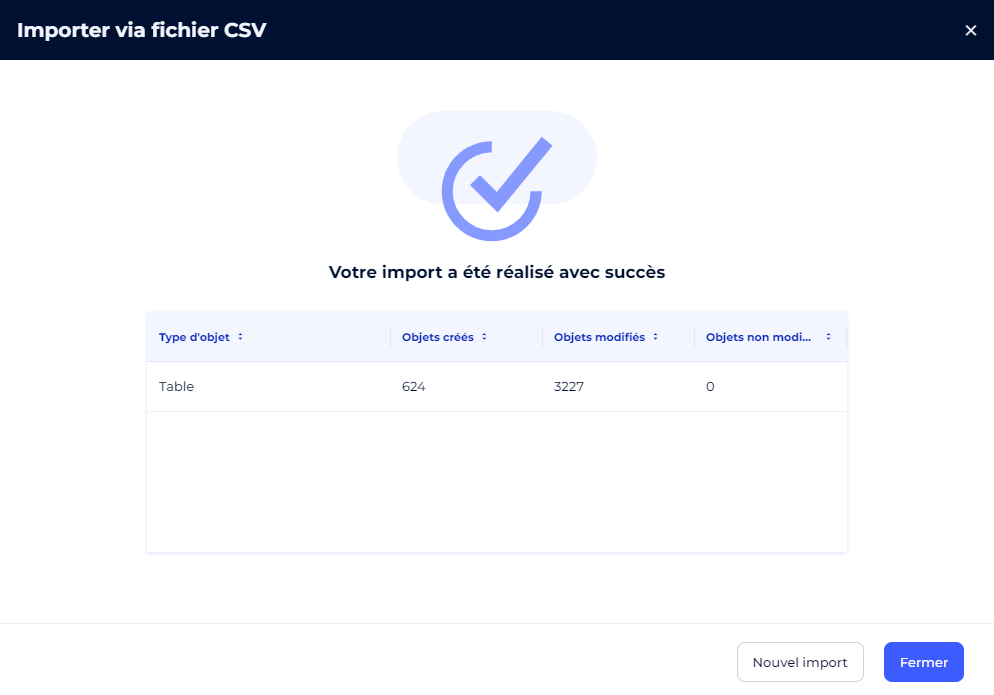 Importer via fichier CSV
Votre import a été réalisé avec succès
Type d'objet Objets créés Objets modifiés Objets non modi...
Table 624 3227 0
Nouvel import Fermer